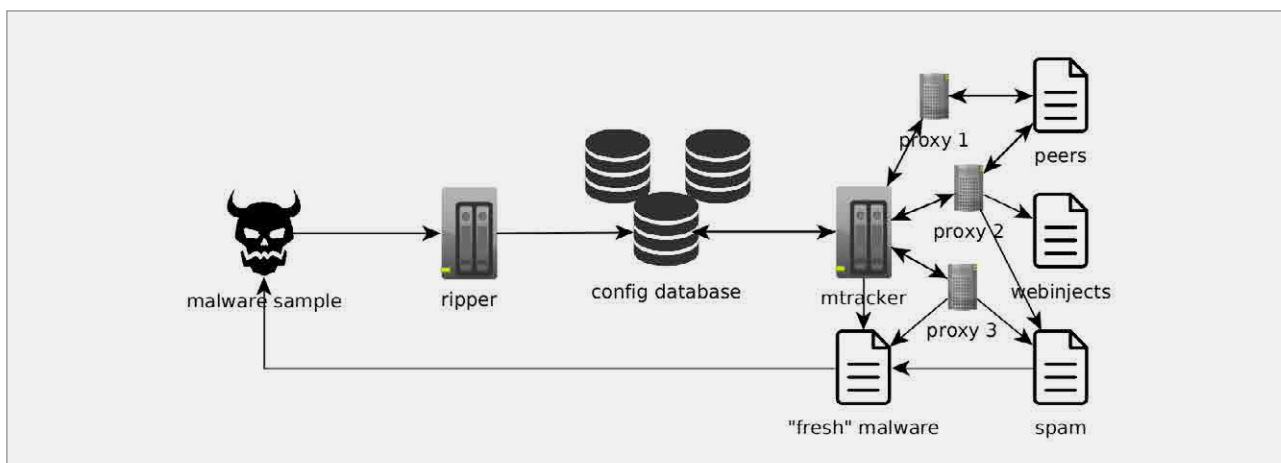 proxy 1
peers
proxy 2
malware sample
ripper
config database
mtracker
webinjects
proxy 3
"fresh" malware
spam